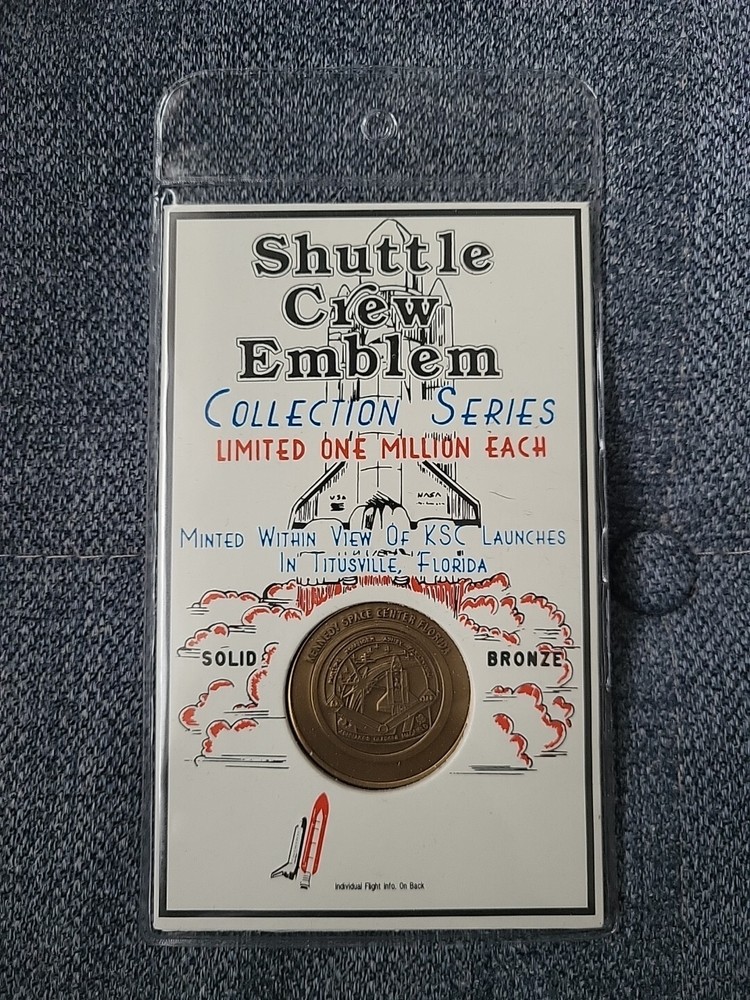 Shuttle
Crew
Emblem
COLLECTION SERIES
LIMITED ONE MILLION EACH
USA NASA
MINTED WITHIN VIEW OF KSC LAUNCHES
IN TITUSVILLE, FLORIDA
KENNEDY SPACE CENTER FLORIDA
SOLID BRONZE
Individual Flight Info. On Back